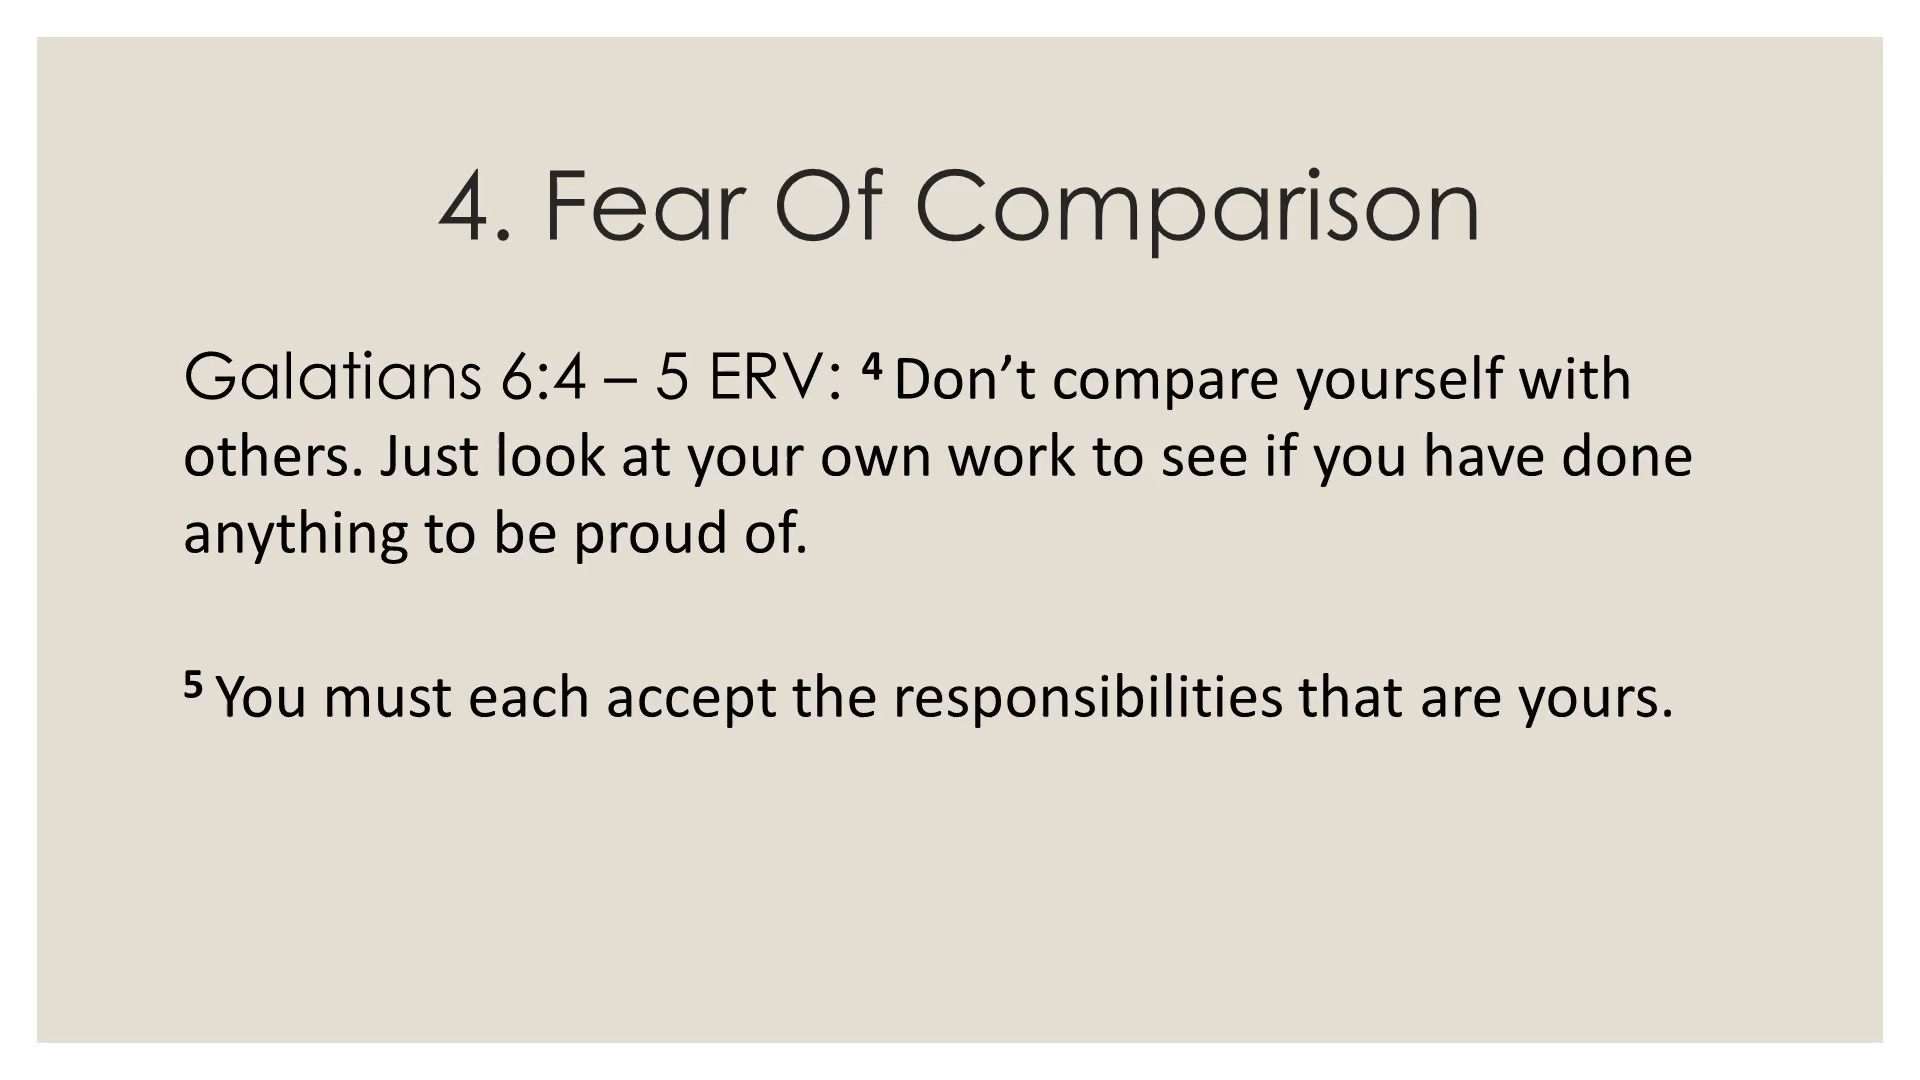 4. Fear Of Comparison
Galatians 6:4 – 5 ERV: 4 Don’t compare yourself with
others. Just look at your own work to see if you have done
anything to be proud of.
5 You must each accept the responsibilities that are yours.